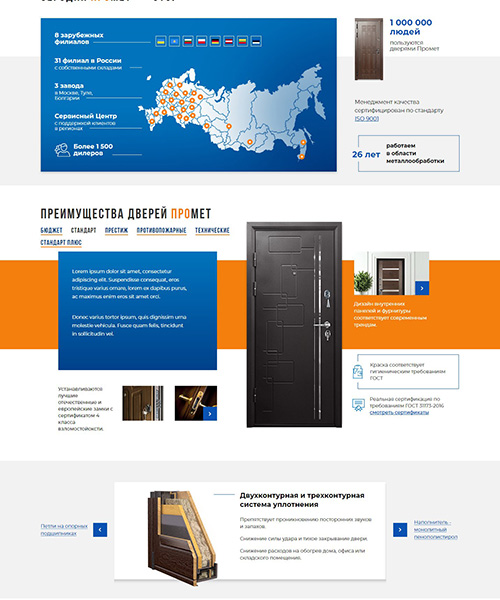 8 зарубежных
филиалов
31 филиал в России
с собственными складами
3 завода
в Москве, Туле,
Болгарии
Сервисный Центр
с поддержкой клиентов
в регионах
Более 1 500
дилеров
1 000 000
людей
пользуются
дверями Промет
Менеджмент качества
сертифицирован по стандарту
ISO 9001
26 лет
работаем
в области
металлообработки
ПРЕИМУЩЕСТВА ДВЕРЕЙ ПРОМЕТ
БЮДЖЕТ СТАНДАРТ ПРЕСТИЖ ПРОТИВОПОЖАРНЫЕ ТЕХНИЧЕСКИЕ
СТАНДАРТ ПЛЮС
Lorem ipsum dolor sit amet, consectetur
adipiscing elit. Suspendisse consequat, eros
tristique varius ornare, lorem ex dapibus purus,
ac maximus enim eros sit amet orci.
Donec varius tortor ipsum, quis dignissim urna
molestie vehicula. Fusce quam felis, tincidunt
in sollicitudin vel.
Дизайн внутренних
панелей и фурнитуры
соответствует современным
трендам.
Краска соответствует
гигиеническим требованиям
ГОСТ
Реальная сертификация по
требованиям ГОСТ 31173-2016
смотреть сертификаты
Устанавливаются
лучшие
отечественные и
европейские замки с
сертификатом 4
класса
взломостойкости.
Двухконтурная и трехконтурная
система уплотнения
Препятствует проникновению посторонних звуков
и запахов.
Снижение силы удара и тихое закрывание двери.
Снижение расходов на обогрев дома, офиса или
складского помещения.
Петли на опорных
подшипниках
Наполнитель -
монолитный
пенополистирол